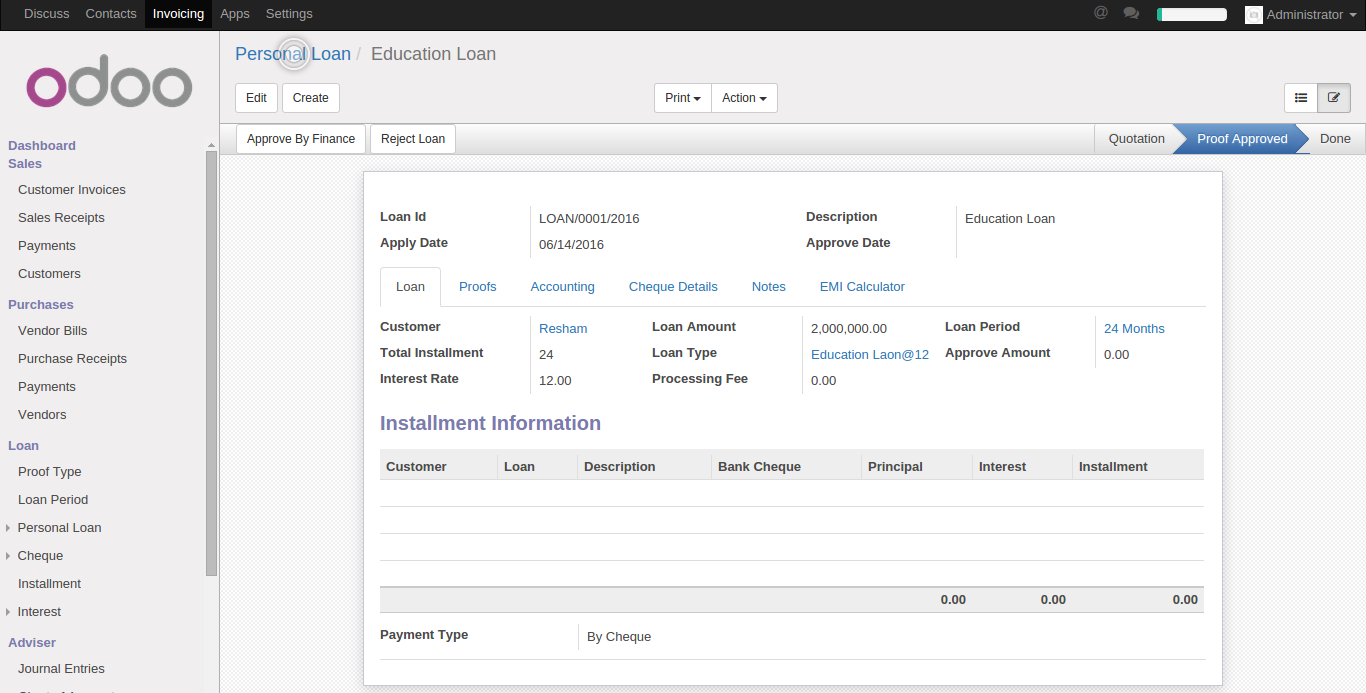 Discuss Contacts Invoicing Apps Settings @ Administrator
odoo
Dashboard
Sales
Customer Invoices
Sales Receipts
Payments
Customers
Purchases
Vendor Bills
Purchase Receipts
Payments
Vendors
Loan
Proof Type
Loan Period
Personal Loan
Cheque
Installment
Interest
Adviser
Journal Entries
Personal Loan / Education Loan
Edit Create Print Action
Approve By Finance Reject Loan Quotation Proof Approved Done
Loan Id LOAN/0001/2016 Description Education Loan
Apply Date 06/14/2016 Approve Date
Loan Proofs Accounting Cheque Details Notes EMI Calculator
Customer Resham Loan Amount 2,000,000.00 Loan Period 24 Months
Total Installment 24 Loan Type Education Laon@12 Approve Amount 0.00
Interest Rate 12.00 Processing Fee 0.00
Installment Information
Customer Loan Description Bank Cheque Principal Interest Installment
0.00 0.00 0.00
Payment Type By Cheque